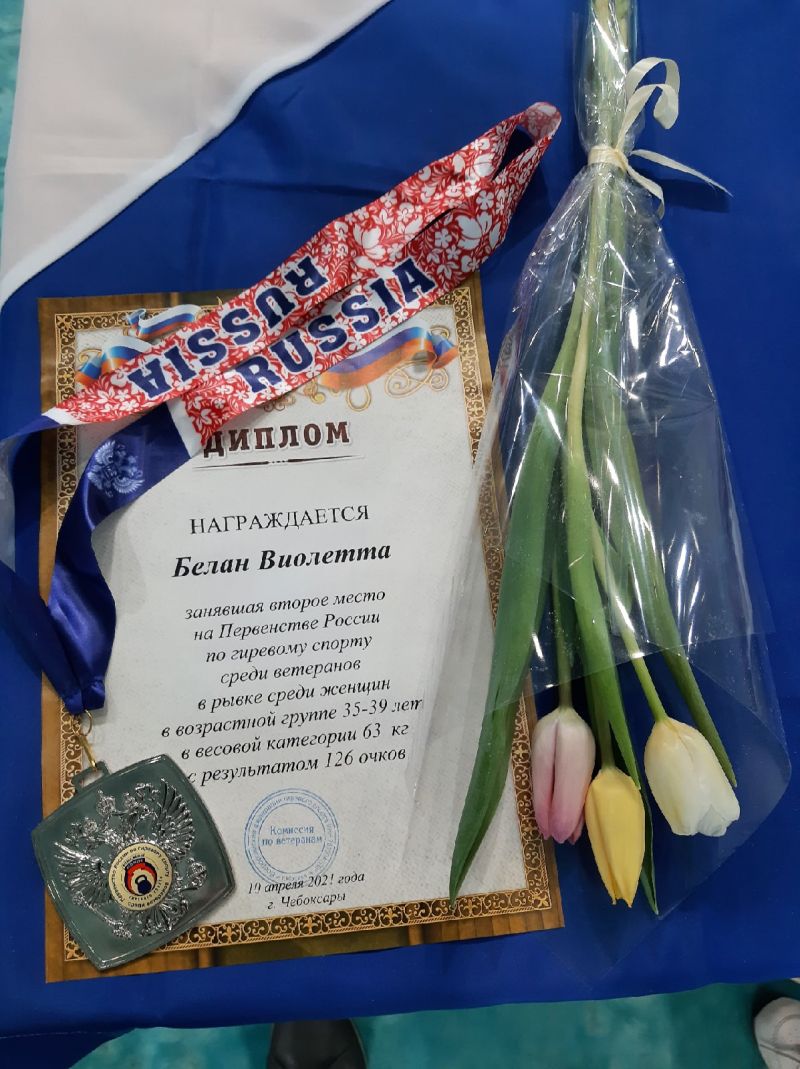 RUSSIA
RUSSIA
ДИПЛОМ
НАГРАЖДАЕТСЯ
Белан Виолетта
занявшая второе место
на Первенстве России
по гиревому спорту
среди ветеранов
в рывке среди женщин
в возрастной группе 35-39 лет
в весовой категории 63 кг
с результатом 126 очков
Комиссия
по ветеранам
10 апреля 2021 года
г. Чебоксары